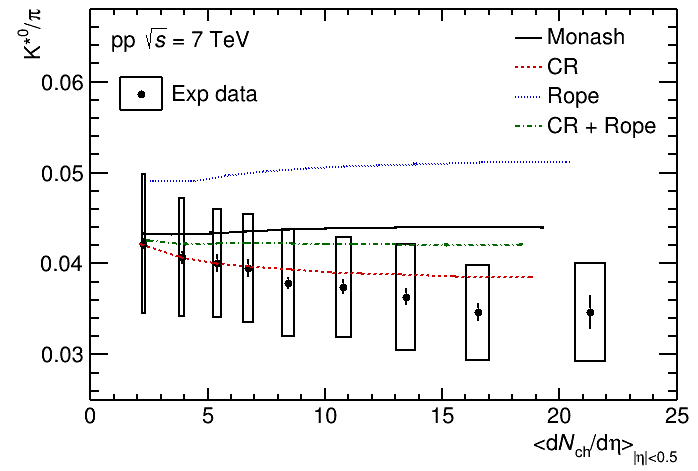 K*⁰/π
pp √s = 7 TeV
Exp data
Monash
CR
Rope
CR + Rope
0.06
0.05
0.04
0.03
0 5 10 15 20 25
<dN_ch/dη>_|η|<0.5